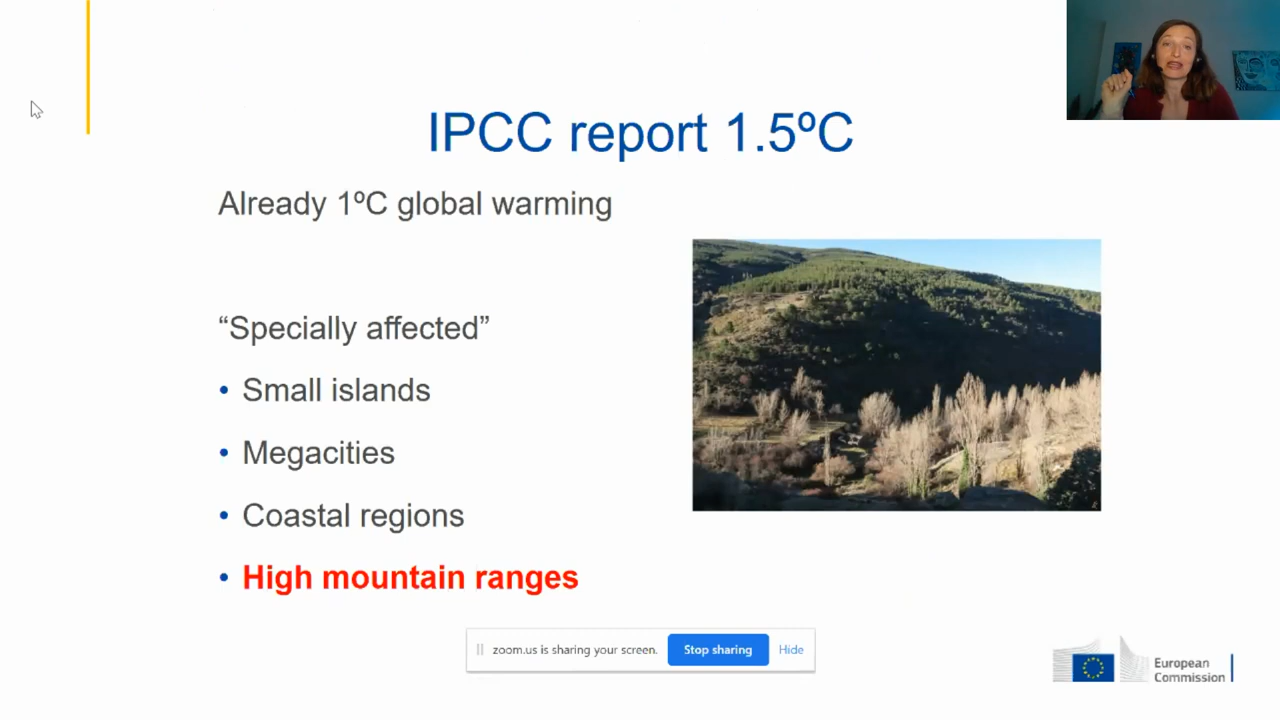 IPCC report 1.5ºC
Already 1ºC global warming
“Specially affected”
• Small islands
• Megacities
• Coastal regions
• High mountain ranges
zoom.us is sharing your screen. Stop sharing Hide
European
Commission